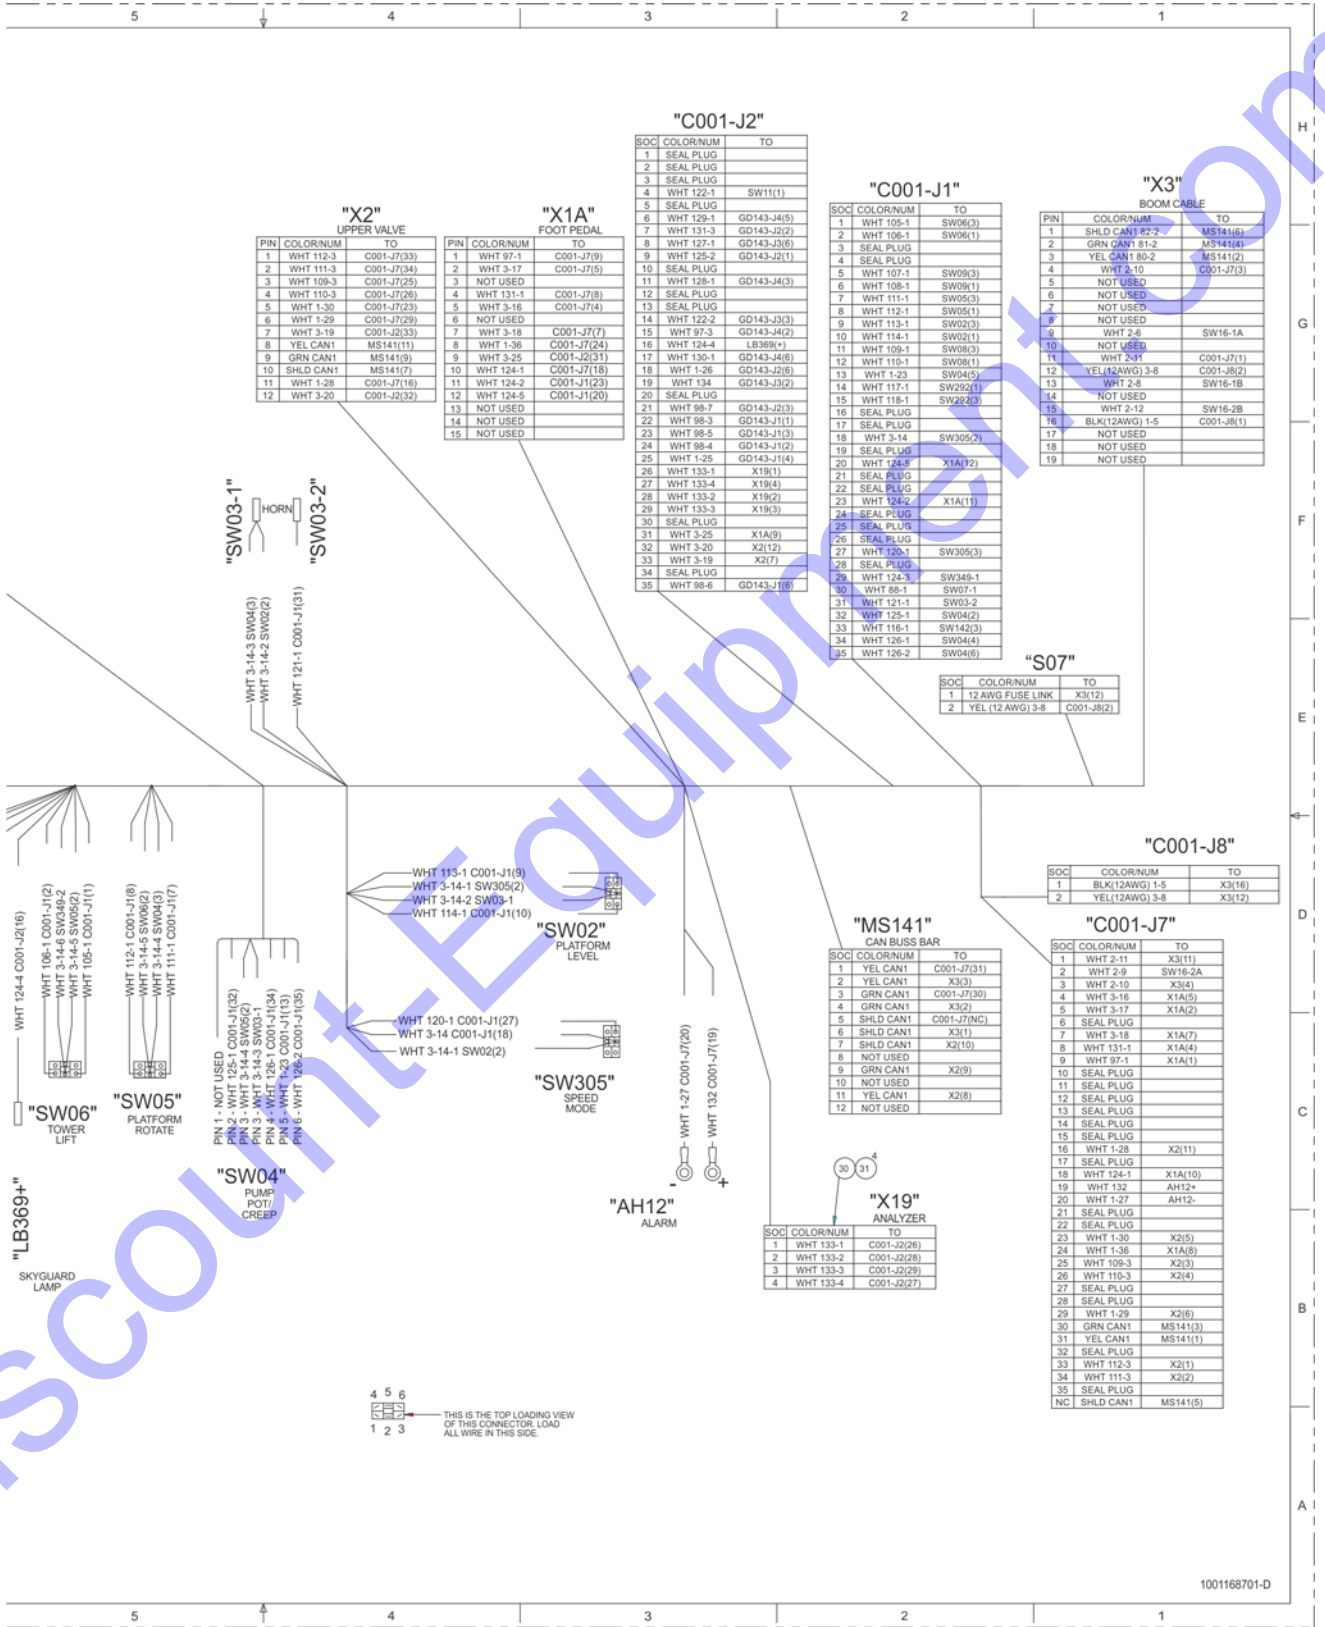 5 4 3 2 1
H
"C001-J2"
SOC COLOR/NUM TO
1 SEAL PLUG
2 SEAL PLUG
3 SEAL PLUG
4 WHT 122-1 SW11(1)
5 SEAL PLUG
6 WHT 129-1 GD143-J4(5)
7 WHT 131-3 GD143-J2(2)
8 WHT 127-1 GD143-J3(6)
9 WHT 125-2 GD143-J2(1)
10 SEAL PLUG
11 WHT 128-1 GD143-J4(3)
12 SEAL PLUG
13 SEAL PLUG
14 WHT 122-2 GD143-J3(3)
15 WHT 97-3 GD143-J4(2)
16 WHT 124-4 LB369(+)
17 WHT 130-1 GD143-J4(6)
18 WHT 1-26 GD143-J2(6)
19 WHT 134 GD143-J3(2)
20 SEAL PLUG
21 WHT 98-7 GD143-J2(3)
22 WHT 98-3 GD143-J1(1)
23 WHT 98-5 GD143-J1(3)
24 WHT 98-4 GD143-J1(2)
25 WHT 1-25 GD143-J1(4)
26 WHT 133-1 X19(1)
27 WHT 133-4 X19(4)
28 WHT 133-2 X19(2)
29 WHT 133-3 X19(3)
30 SEAL PLUG
31 WHT 3-25 X1A(9)
32 WHT 3-20 X2(12)
33 WHT 3-19 X2(7)
34 SEAL PLUG
35 WHT 98-6 GD143-J1(6)
"C001-J1"
SOC COLOR/NUM TO
1 WHT 105-1 SW06(3)
2 WHT 106-1 SW06(1)
3 SEAL PLUG
4 SEAL PLUG
5 WHT 107-1 SW09(3)
6 WHT 108-1 SW09(1)
7 WHT 111-1 SW05(3)
8 WHT 112-1 SW05(1)
9 WHT 113-1 SW02(3)
10 WHT 114-1 SW02(1)
11 WHT 109-1 SW08(3)
12 WHT 110-1 SW08(1)
13 WHT 1-23 SW04(5)
14 WHT 117-1 SW292(1)
15 WHT 118-1 SW292(3)
16 SEAL PLUG
17 SEAL PLUG
18 WHT 3-14 SW305(2)
19 SEAL PLUG
20 WHT 124-5 X1A(12)
21 SEAL PLUG
22 SEAL PLUG
23 WHT 124-2 X1A(11)
24 SEAL PLUG
25 SEAL PLUG
26 SEAL PLUG
27 WHT 120-1 SW305(3)
28 SEAL PLUG
29 WHT 124-3 SW349-1
30 WHT 88-1 SW07-1
31 WHT 121-1 SW03-2
32 WHT 125-1 SW04(2)
33 WHT 116-1 SW142(3)
34 WHT 126-1 SW04(4)
35 WHT 126-2 SW04(6)
"X3"
BOOM CABLE
PIN COLOR/NUM TO
1 SHLD CAN1 82-2 MS141(6)
2 GRN CAN1 81-2 MS141(4)
3 YEL CAN1 80-2 MS141(2)
4 WHT 2-10 C001-J7(3)
5 NOT USED
6 NOT USED
7 NOT USED
8 NOT USED
9 WHT 2-6 SW16-1A
10 NOT USED
11 WHT 2-11 C001-J7(1)
12 YEL(12AWG) 3-8 C001-J8(2)
13 WHT 2-8 SW16-1B
14 NOT USED
15 WHT 2-12 SW16-2B
16 BLK(12AWG) 1-5 C001-J8(1)
17 NOT USED
18 NOT USED
19 NOT USED
"X2"
UPPER VALVE
PIN COLOR/NUM TO
1 WHT 112-3 C001-J7(33)
2 WHT 111-3 C001-J7(34)
3 WHT 109-3 C001-J7(25)
4 WHT 110-3 C001-J7(26)
5 WHT 1-30 C001-J7(23)
6 WHT 1-29 C001-J7(29)
7 WHT 3-19 C001-J2(33)
8 YEL CAN1 MS141(11)
9 GRN CAN1 MS141(9)
10 SHLD CAN1 MS141(7)
11 WHT 1-28 C001-J7(16)
12 WHT 3-20 C001-J2(32)
"X1A"
FOOT PEDAL
PIN COLOR/NUM TO
1 WHT 97-1 C001-J7(9)
2 WHT 3-17 C001-J7(5)
3 NOT USED
4 WHT 131-1 C001-J7(8)
5 WHT 3-16 C001-J7(4)
6 NOT USED
7 WHT 3-18 C001-J7(7)
8 WHT 1-36 C001-J7(24)
9 WHT 3-25 C001-J2(31)
10 WHT 124-1 C001-J7(18)
11 WHT 124-2 C001-J1(23)
12 WHT 124-5 C001-J1(20)
13 NOT USED
14 NOT USED
15 NOT USED
G
F
"SW03-1"
HORN
"SW03-2"
WHT 3-14-3 SW04(3)
WHT 3-14-2 SW02(2)
WHT 121-1 C001-J1(31)
"S07"
SOC COLOR/NUM TO
1 12 AWG FUSE LINK X3(12)
2 YEL (12 AWG) 3-8 C001-J8(2)
E
"C001-J8"
SOC COLOR/NUM TO
1 BLK(12AWG) 1-5 X3(16)
2 YEL(12AWG) 3-8 X3(12)
D
WHT 124-4 C001-J2(16)
WHT 106-1 C001-J1(2)
WHT 3-14-6 SW349-2
WHT 3-14-5 SW05(2)
WHT 105-1 C001-J1(1)
WHT 112-1 C001-J1(8)
WHT 3-14-5 SW06(2)
WHT 3-14-4 SW04(3)
WHT 111-1 C001-J1(7)
WHT 113-1 C001-J1(9)
WHT 3-14-1 SW305(2)
WHT 3-14-2 SW03-1
WHT 114-1 C001-J1(10)
"SW02"
PLATFORM
LEVEL
PIN 1 - NOT USED
PIN 2 - WHT 125-1 C001-J1(32)
PIN 3 - WHT 3-14-4 SW05(2)
PIN 3 - WHT 3-14-3 SW03-1
PIN 4 - WHT 126-1 C001-J1(34)
PIN 5 - WHT 1-23 C001-J1(13)
PIN 6 - WHT 126-2 C001-J1(35)
WHT 120-1 C001-J1(27)
WHT 3-14 C001-J1(18)
WHT 3-14-1 SW02(2)
"SW305"
SPEED
MODE
"SW06"
TOWER
LIFT
"SW05"
PLATFORM
ROTATE
"SW04"
PUMP
POT/
CREEP
"LB369+"
SKYGUARD
LAMP
WHT 1-27 C001-J7(20)
WHT 132 C001-J7(19)
- +
"AH12"
ALARM
"MS141"
CAN BUSS BAR
SOC COLOR/NUM TO
1 YEL CAN1 C001-J7(31)
2 YEL CAN1 X3(3)
3 GRN CAN1 C001-J7(30)
4 GRN CAN1 X3(2)
5 SHLD CAN1 C001-J7(NC)
6 SHLD CAN1 X3(1)
7 SHLD CAN1 X2(10)
8 NOT USED
9 GRN CAN1 X2(9)
10 NOT USED
11 YEL CAN1 X2(8)
12 NOT USED
"C001-J7"
SOC COLOR/NUM TO
1 WHT 2-11 X3(11)
2 WHT 2-9 SW16-2A
3 WHT 2-10 X3(4)
4 WHT 3-16 X1A(5)
5 WHT 3-17 X1A(2)
6 SEAL PLUG
7 WHT 3-18 X1A(7)
8 WHT 131-1 X1A(4)
9 WHT 97-1 X1A(1)
10 SEAL PLUG
11 SEAL PLUG
12 SEAL PLUG
13 SEAL PLUG
14 SEAL PLUG
15 SEAL PLUG
16 WHT 1-28 X2(11)
17 SEAL PLUG
18 WHT 124-1 X1A(10)
19 WHT 132 AH12+
20 WHT 1-27 AH12-
21 SEAL PLUG
22 SEAL PLUG
23 WHT 1-30 X2(5)
24 WHT 1-36 X1A(8)
25 WHT 109-3 X2(3)
26 WHT 110-3 X2(4)
27 SEAL PLUG
28 SEAL PLUG
29 WHT 1-29 X2(6)
30 GRN CAN1 MS141(3)
31 YEL CAN1 MS141(1)
32 SEAL PLUG
33 WHT 112-3 X2(1)
34 WHT 111-3 X2(2)
35 SEAL PLUG
NC SHLD CAN1 MS141(5)
C
30 31 4
"X19"
ANALYZER
SOC COLOR/NUM TO
1 WHT 133-1 C001-J2(26)
2 WHT 133-2 C001-J2(28)
3 WHT 133-3 C001-J2(29)
4 WHT 133-4 C001-J2(27)
B
4 5 6
1 2 3
THIS IS THE TOP LOADING VIEW
OF THIS CONNECTOR. LOAD
ALL WIRE IN THIS SIDE.
A
1001168701-D
5 4 3 2 1
iscount-Equipment.com